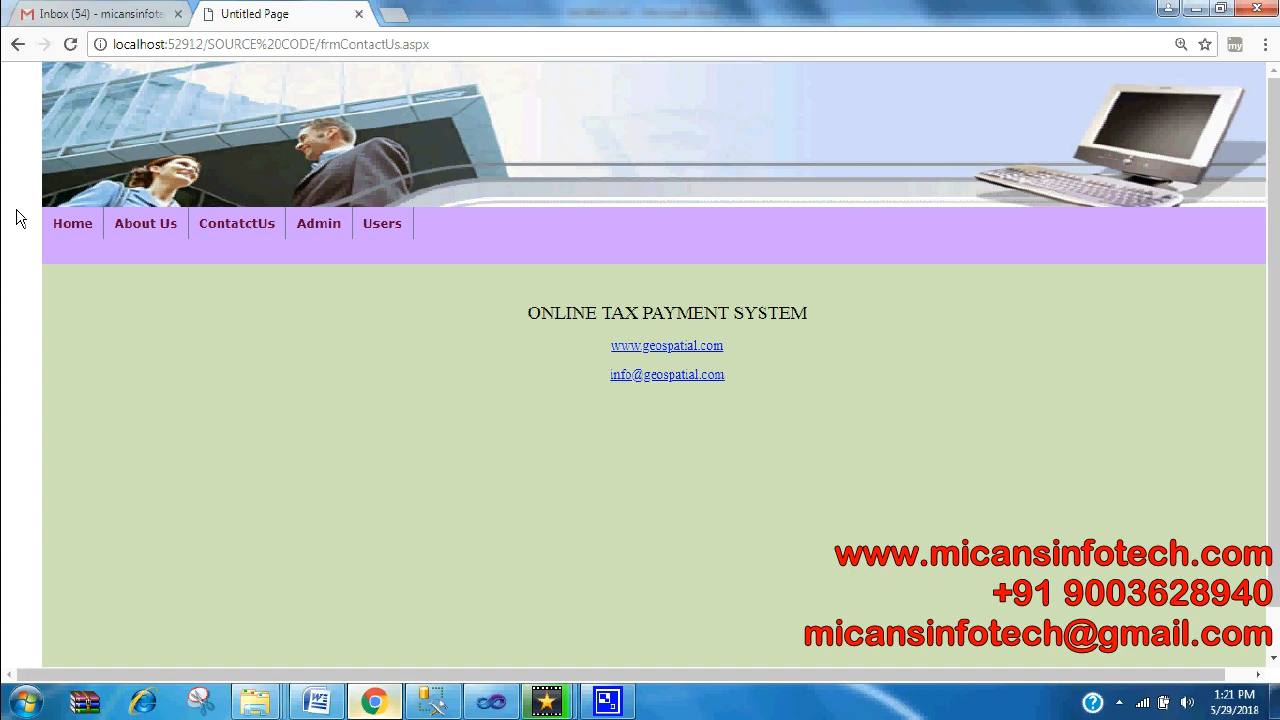 Inbox (54) - micansinfote
Untitled Page
localhost:52912/SOURCE%20CODE/frmContactUs.aspx
my
Home
About Us
ContatctUs
Admin
Users
ONLINE TAX PAYMENT SYSTEM
www.geospatial.com
info@geospatial.com
www.micansinfotech.com
+91 9003628940
micansinfotech@gmail.com
1:21 PM
5/29/2018